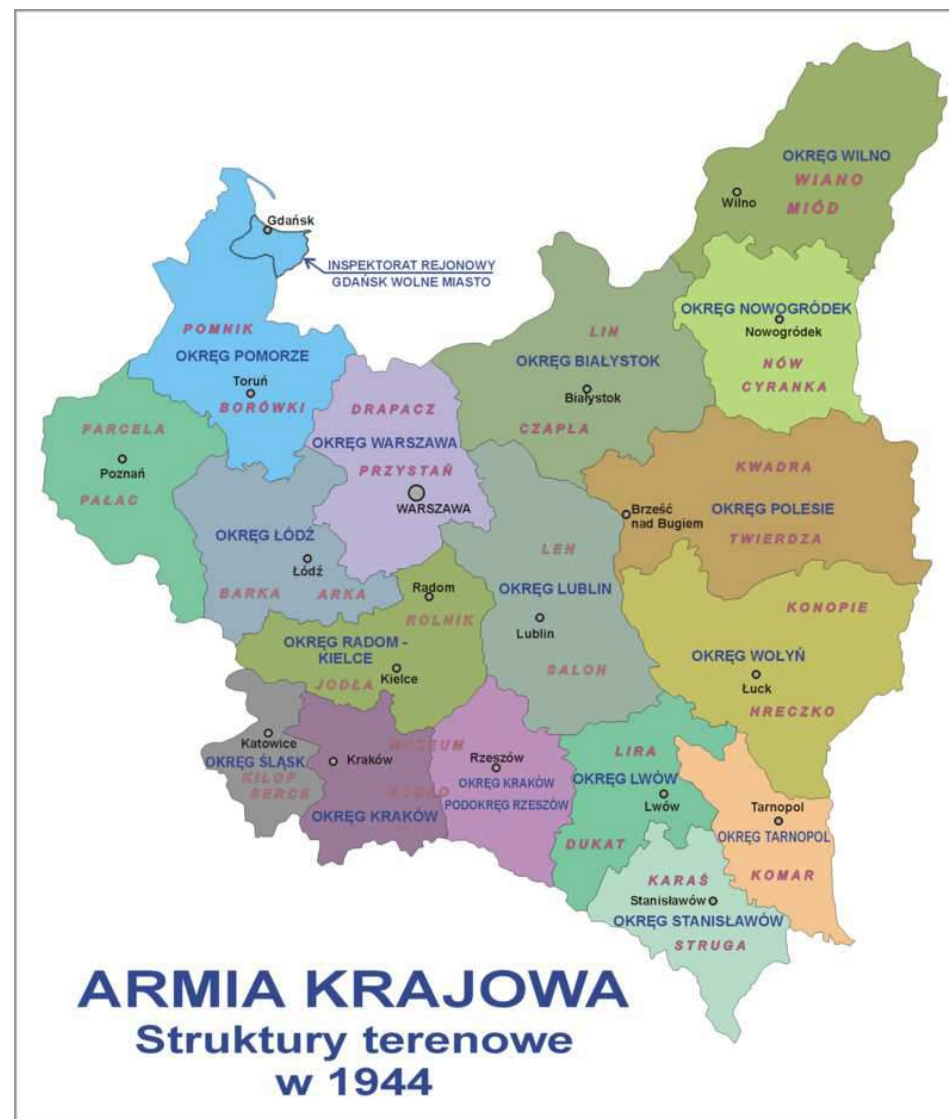 OKRĘG WILNO
WIANO
Wilno
MIÓD
Gdańsk
INSPEKTORAT REJONOWY
GDAŃSK WOLNE MIASTO
OKRĘG NOWOGRÓDEK
Nowogródek
NÓW
CYRANKA
POMNIK
OKRĘG POMORZE
Toruń
BORÓWKI
LIN
OKRĘG BIAŁYSTOK
Białystok
CZAPLA
DRAPACZ
OKRĘG WARSZAWA
PRZYSTAŃ
WARSZAWA
PARCELA
Poznań
PAŁAC
KWADRA
OKRĘG POLESIE
Brześć
nad Bugiem
TWIERDZA
OKRĘG ŁÓDŹ
Łódź
BARKA
ARKA
LEN
OKRĘG LUBLIN
Lublin
SALON
Radom
ROLNIK
OKRĘG RADOM -
KIELCE
Kielce
JODŁA
KONOPIE
OKRĘG WOŁYŃ
Łuck
HRECZKO
Katowice
OKRĘG ŚLĄSK
KILOF
SERCE
MUZEUM
Kraków
OKRĘG KRAKÓW
Rzeszów
OKRĘG KRAKÓW
PODOKRĘG RZESZÓW
LIRA
OKRĘG LWÓW
Lwów
DUKAT
Tarnopol
OKRĘG TARNOPOL
KOMAR
KARAŚ
Stanisławów
OKRĘG STANISŁAWÓW
STRUGA
ARMIA KRAJOWA
Struktury terenowe
w 1944